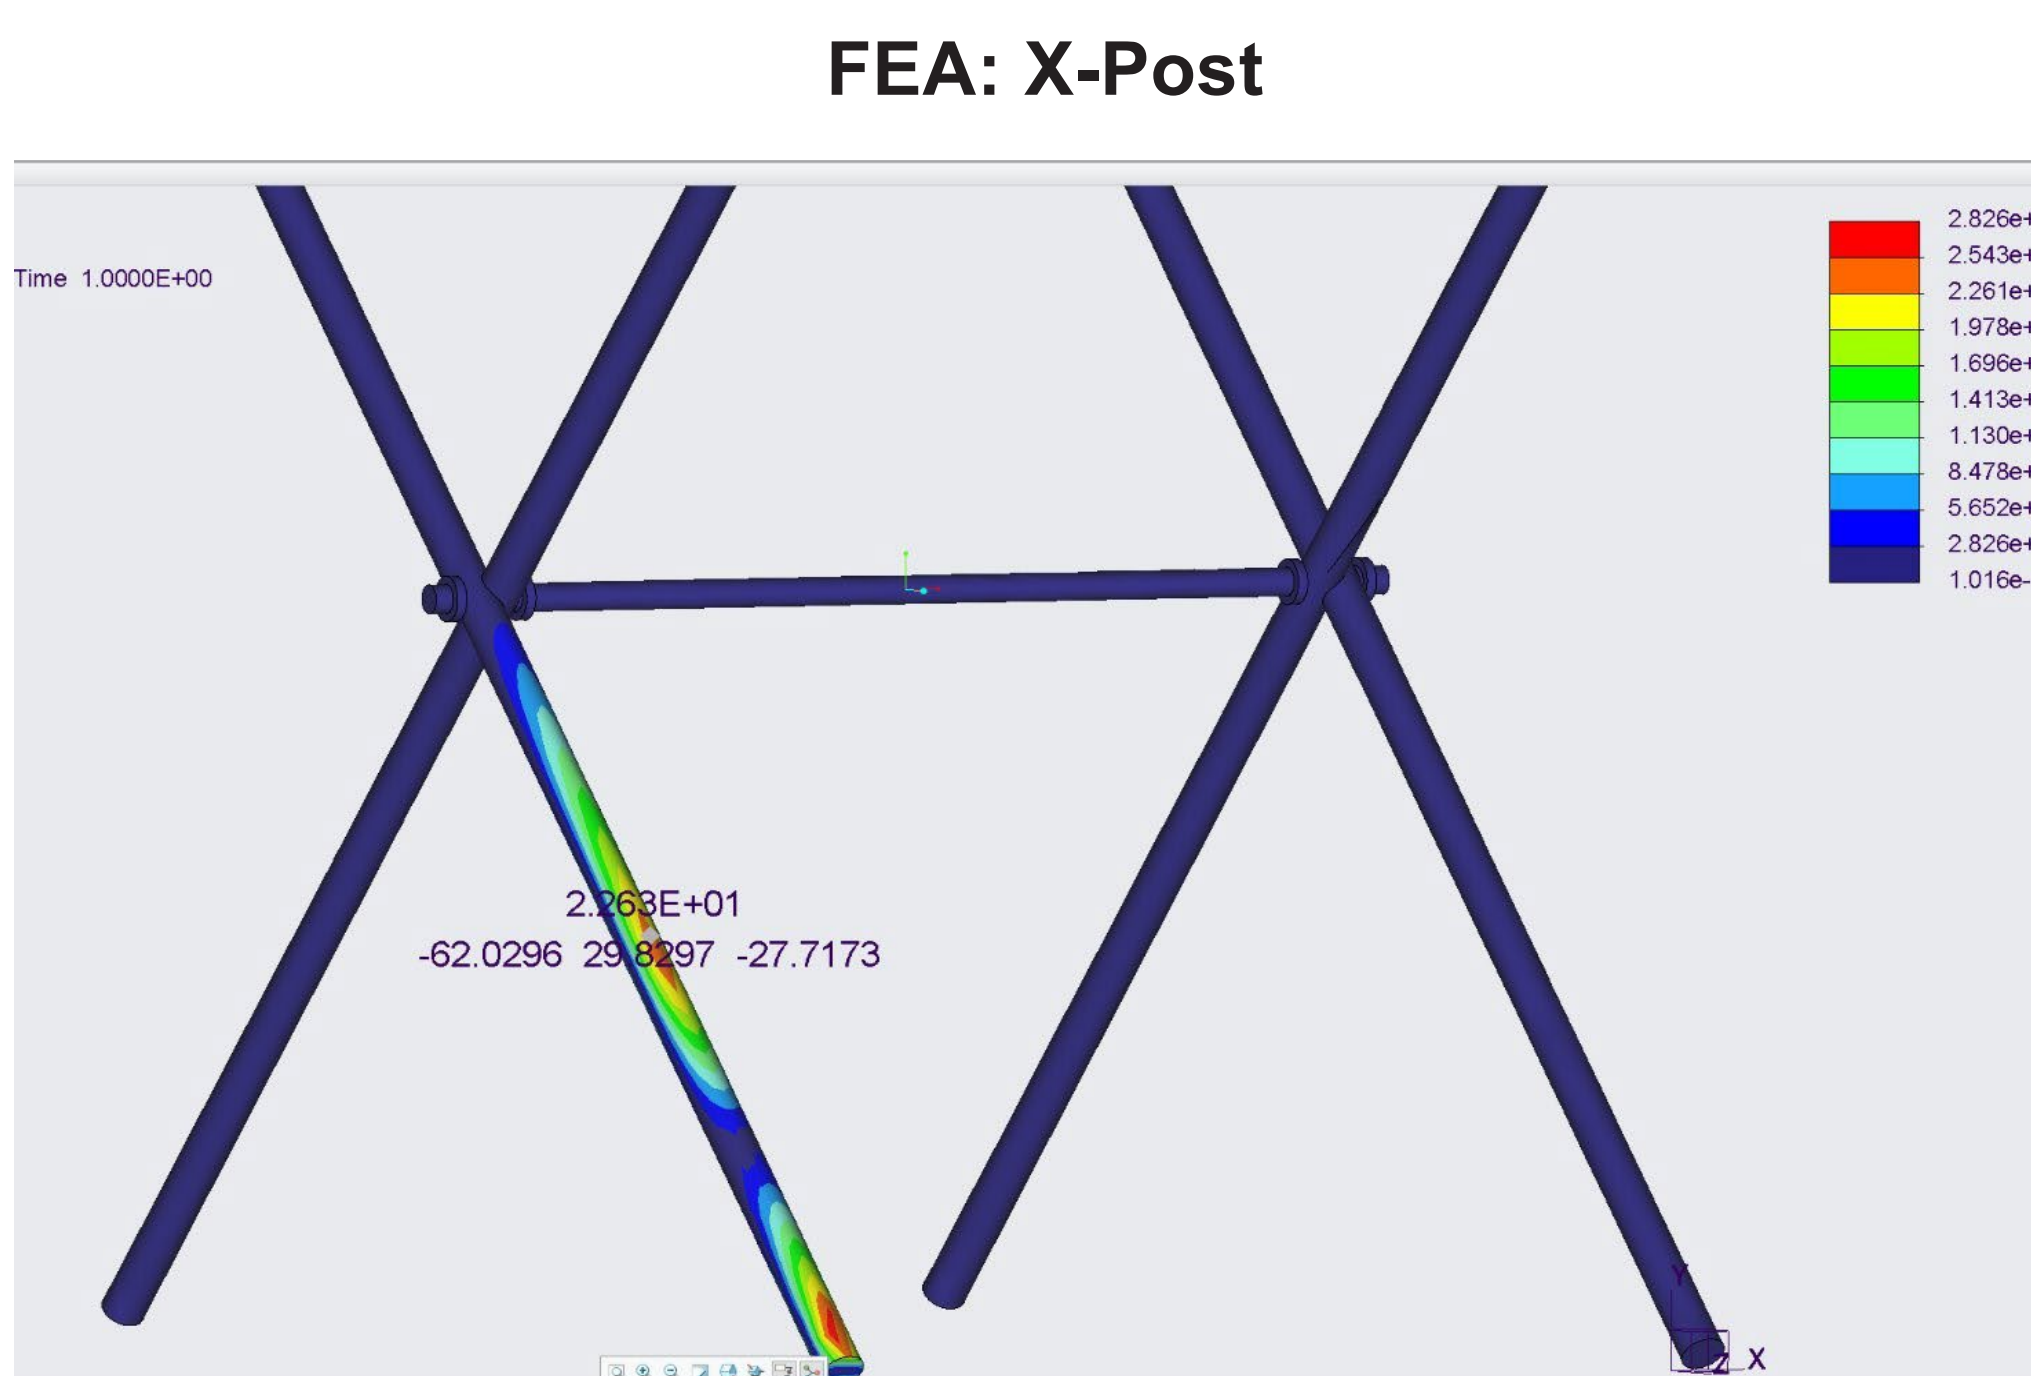 FEA: X-Post
Time 1.0000E+00
2.826e+
2.543e+
2.261e+
1.978e+
1.696e+
1.413e+
1.130e+
8.478e+
5.652e+
2.826e+
1.016e-
2.263E+01
-62.0296 29.8297 -27.7173
Y
Z X